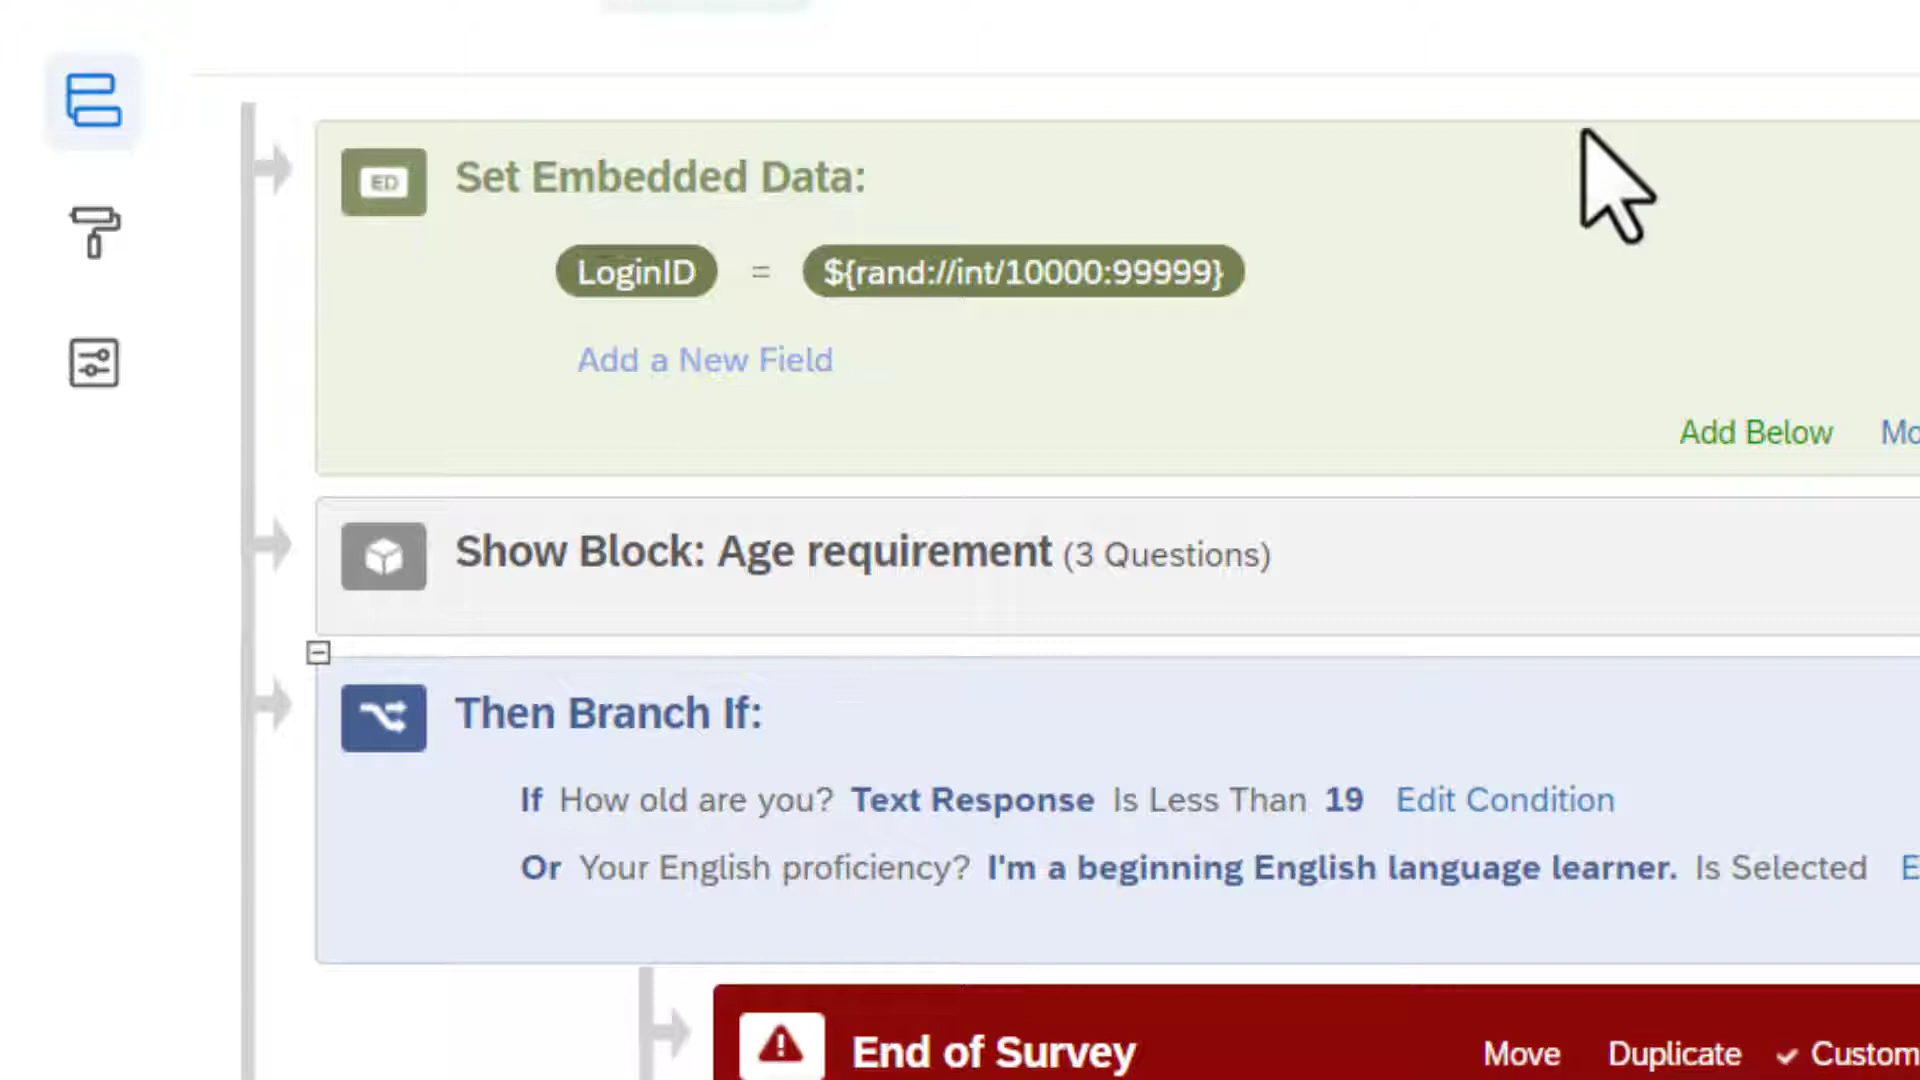 ED
Set Embedded Data:
LoginID = ${rand://int/10000:99999}
Add a New Field
Add Below
Show Block: Age requirement (3 Questions)
Then Branch If:
If How old are you? Text Response Is Less Than 19 Edit Condition
Or Your English proficiency? I'm a beginning English language learner. Is Selected
End of Survey Move Duplicate Custom